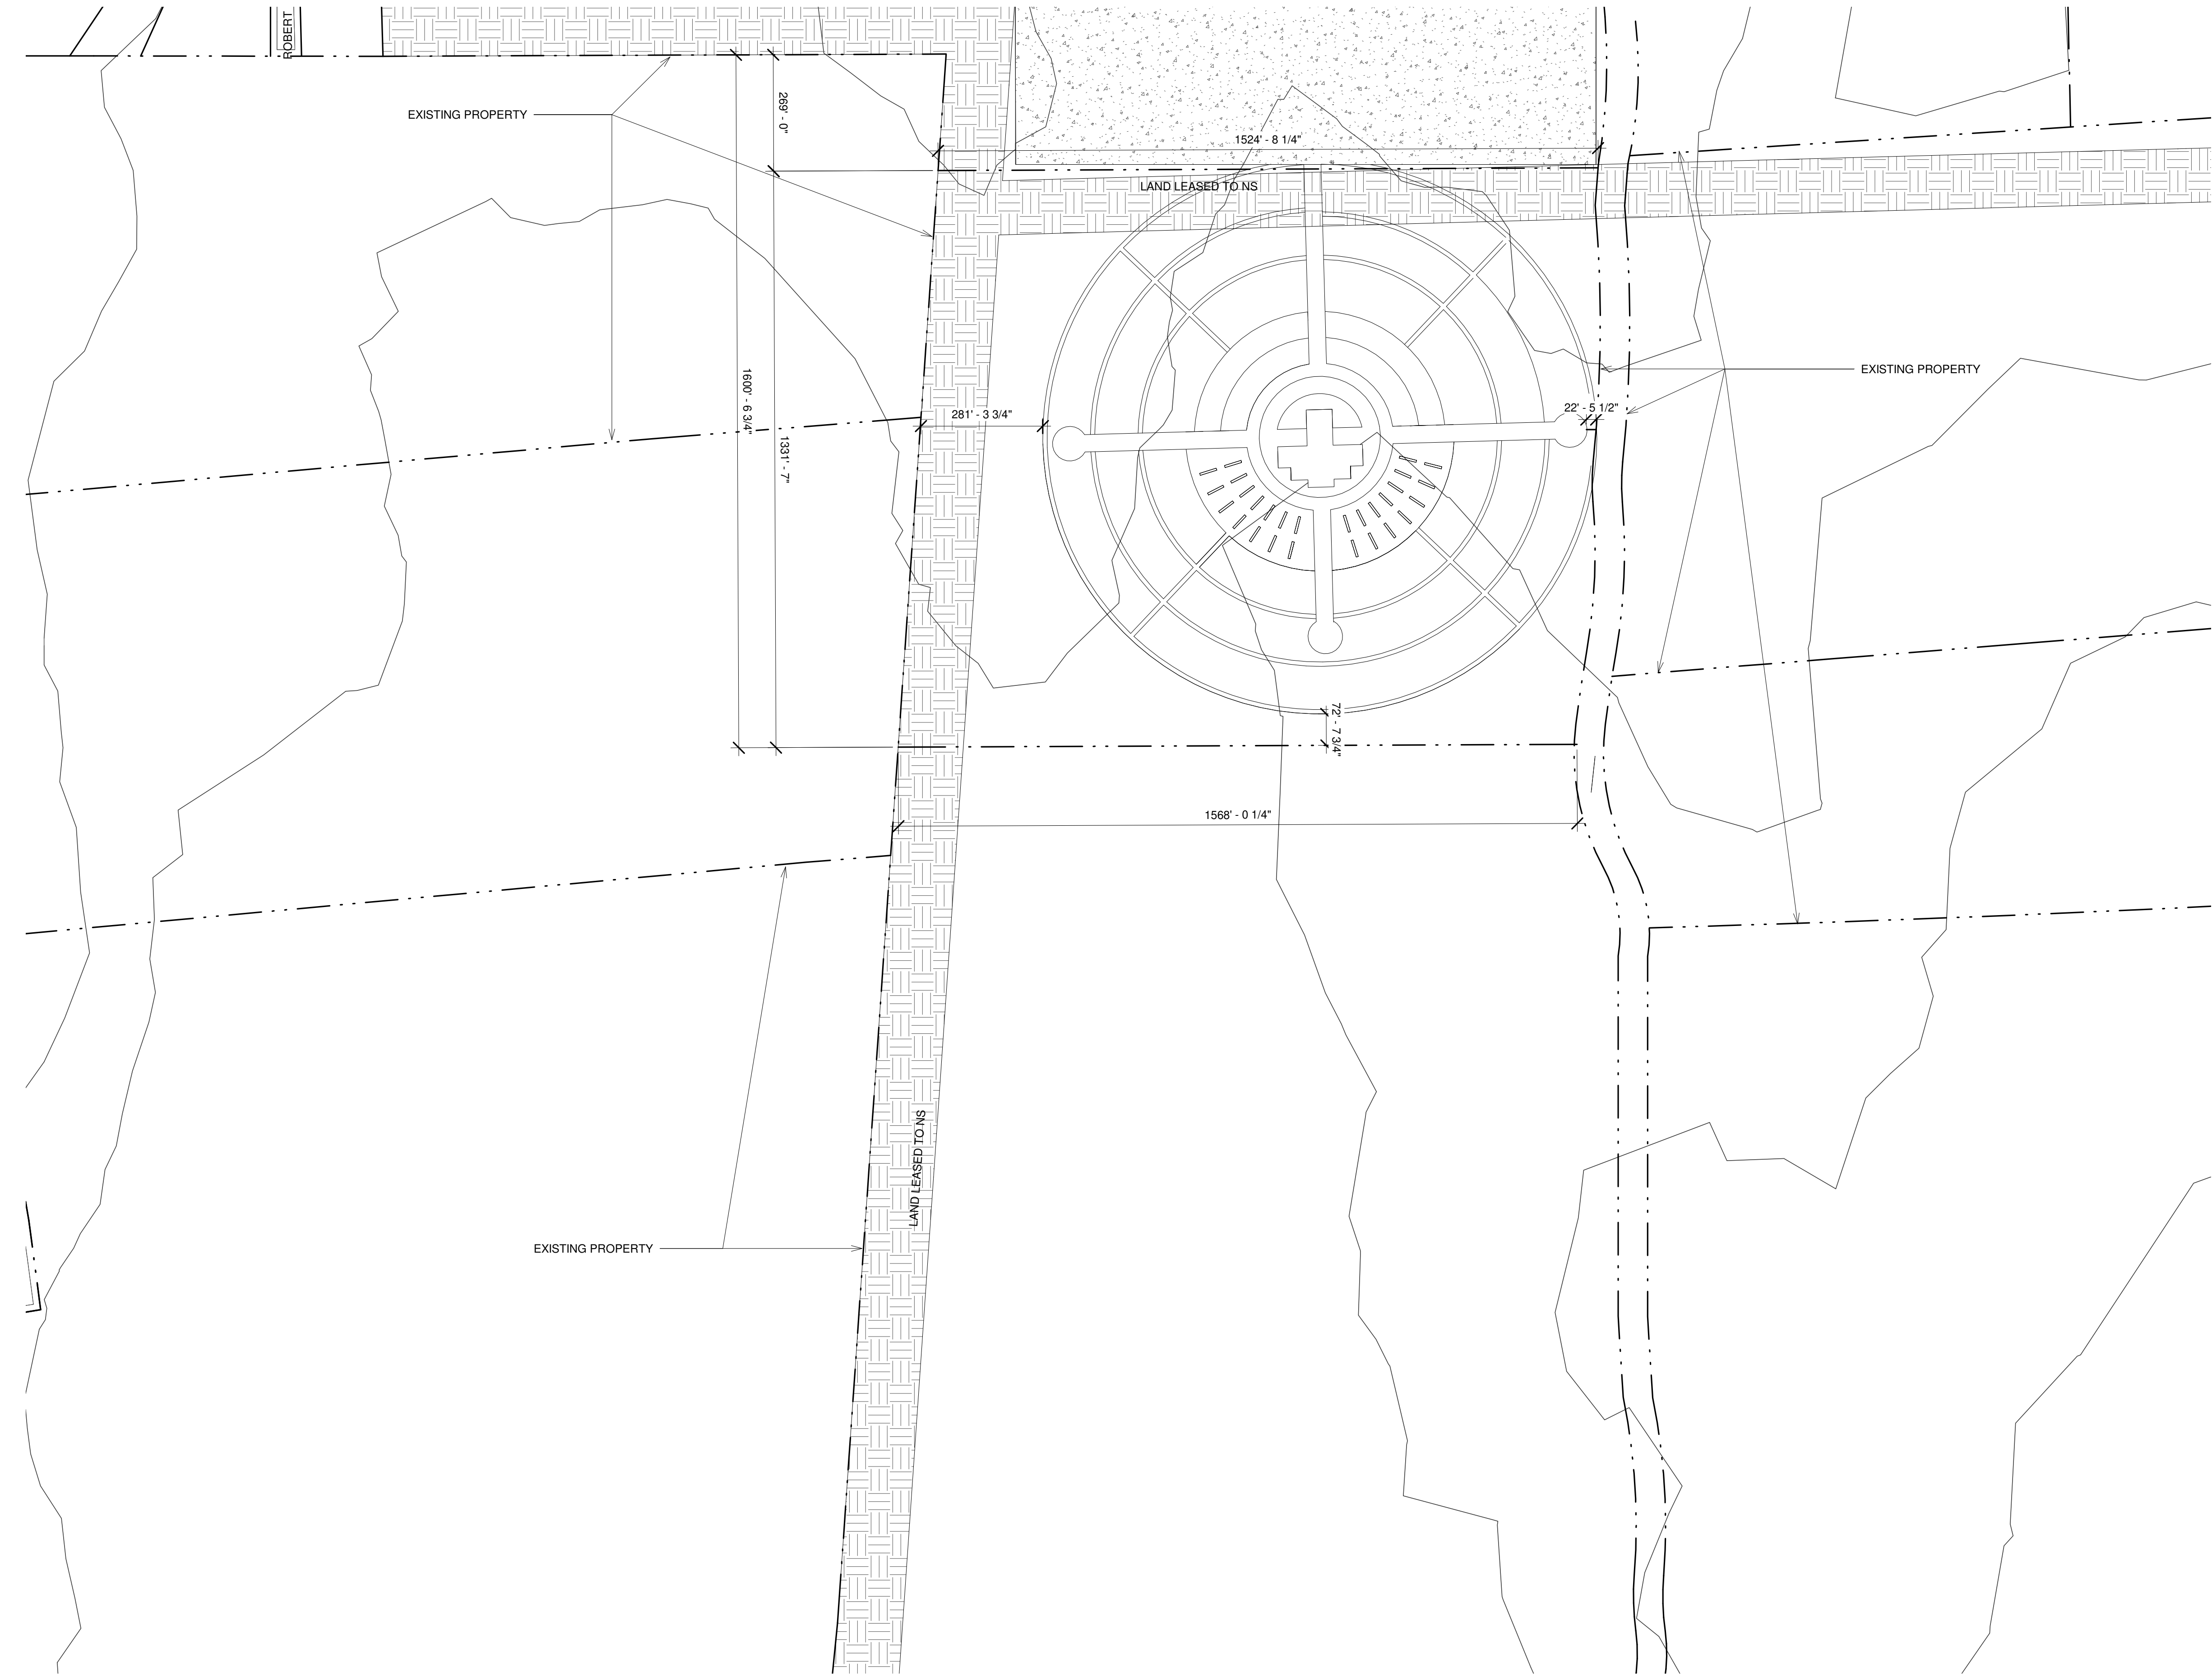 ROBERT
269' - 0"
EXISTING PROPERTY
1524' - 8 1/4"
LAND LEASED TO NS
1600' - 6 3/4"
1331' - 7"
281' - 3 3/4"
22' - 5 1/2"
EXISTING PROPERTY
72' - 7 3/4"
1568' - 0 1/4"
LAND LEASED TO NS
EXISTING PROPERTY